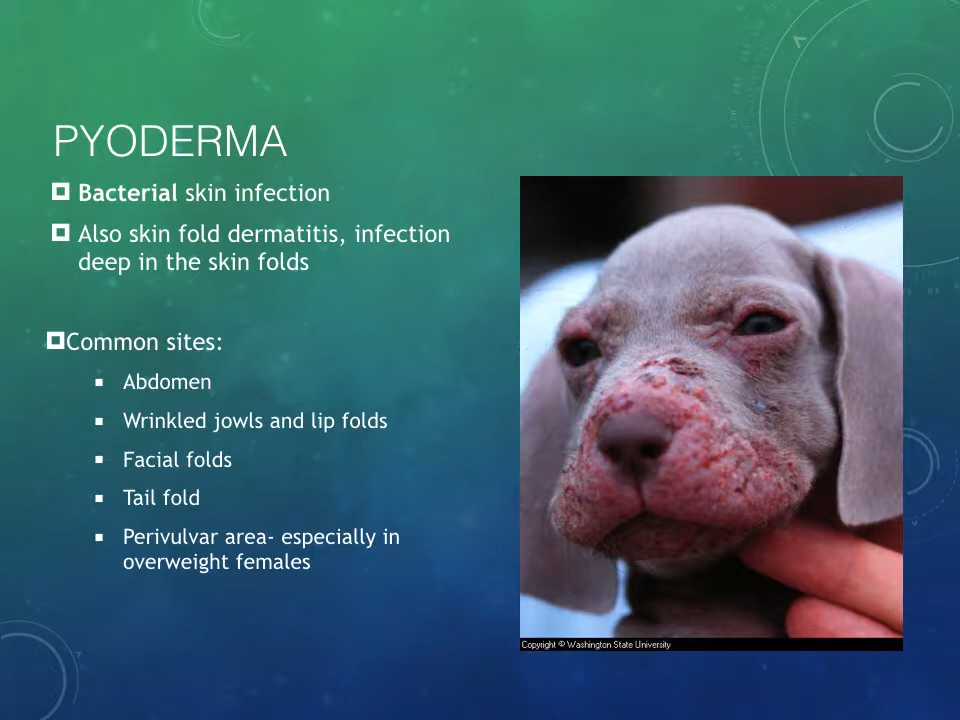 PYODERMA
Bacterial skin infection
Also skin fold dermatitis, infection
deep in the skin folds
Common sites:
Abdomen
Wrinkled jowls and lip folds
Facial folds
Tail fold
Perivulvar area- especially in
overweight females
Copyright © Washington State University